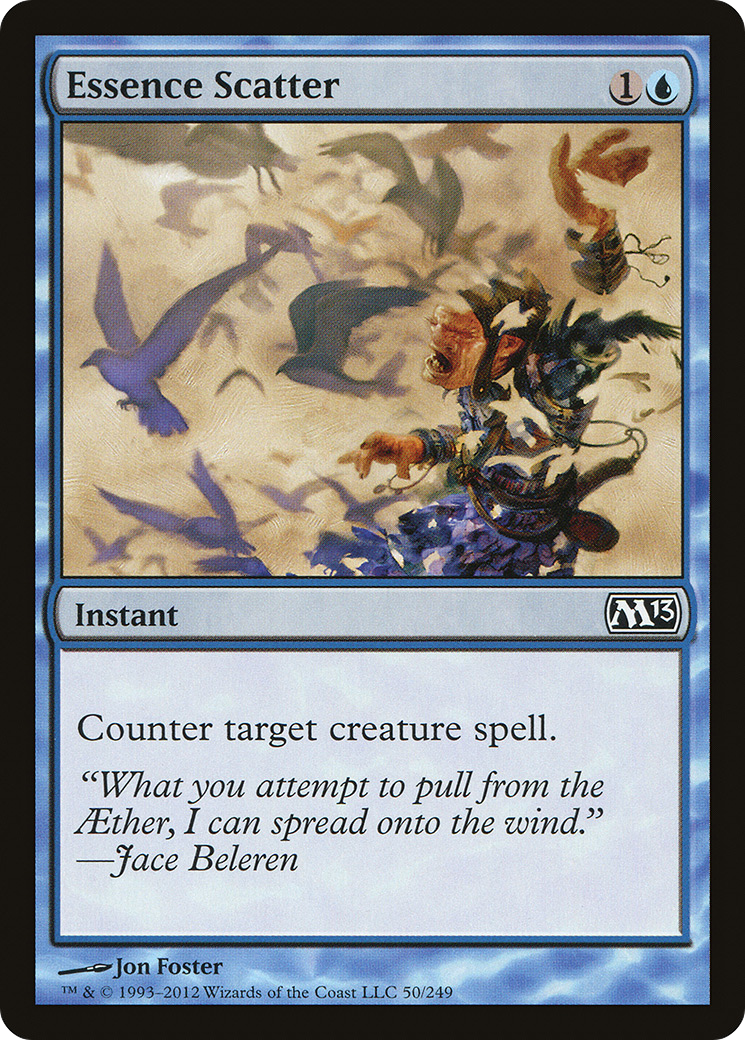 Essence Scatter 1
Instant M13
Counter target creature spell.
“What you attempt to pull from the
Æther, I can spread onto the wind.”
—Jace Beleren
Jon Foster
™ & © 1993–2012 Wizards of the Coast LLC 50/249